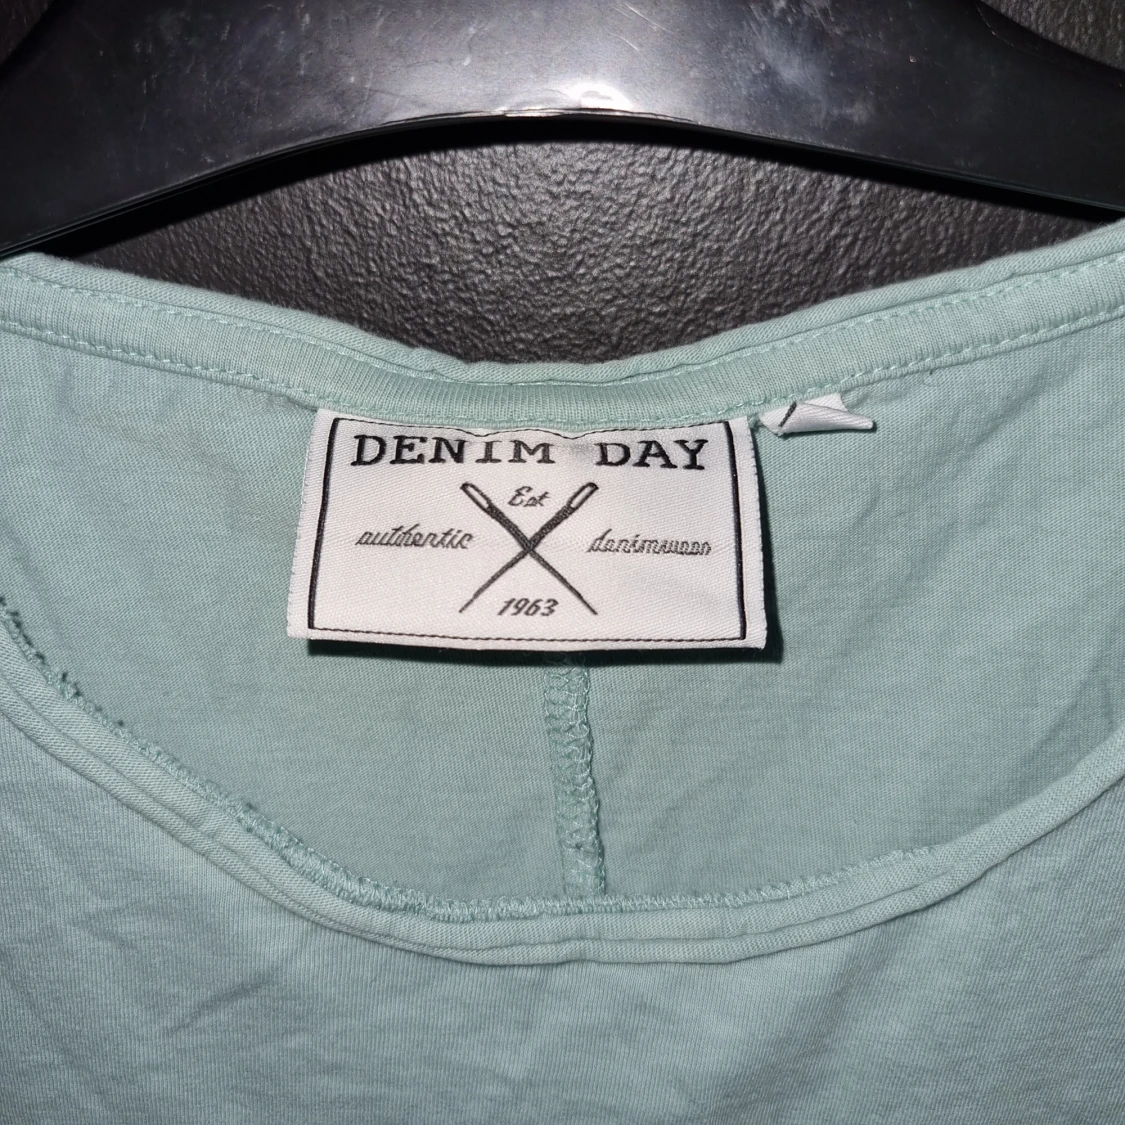 DENIM DAY
Est
authentic denimwear
1963